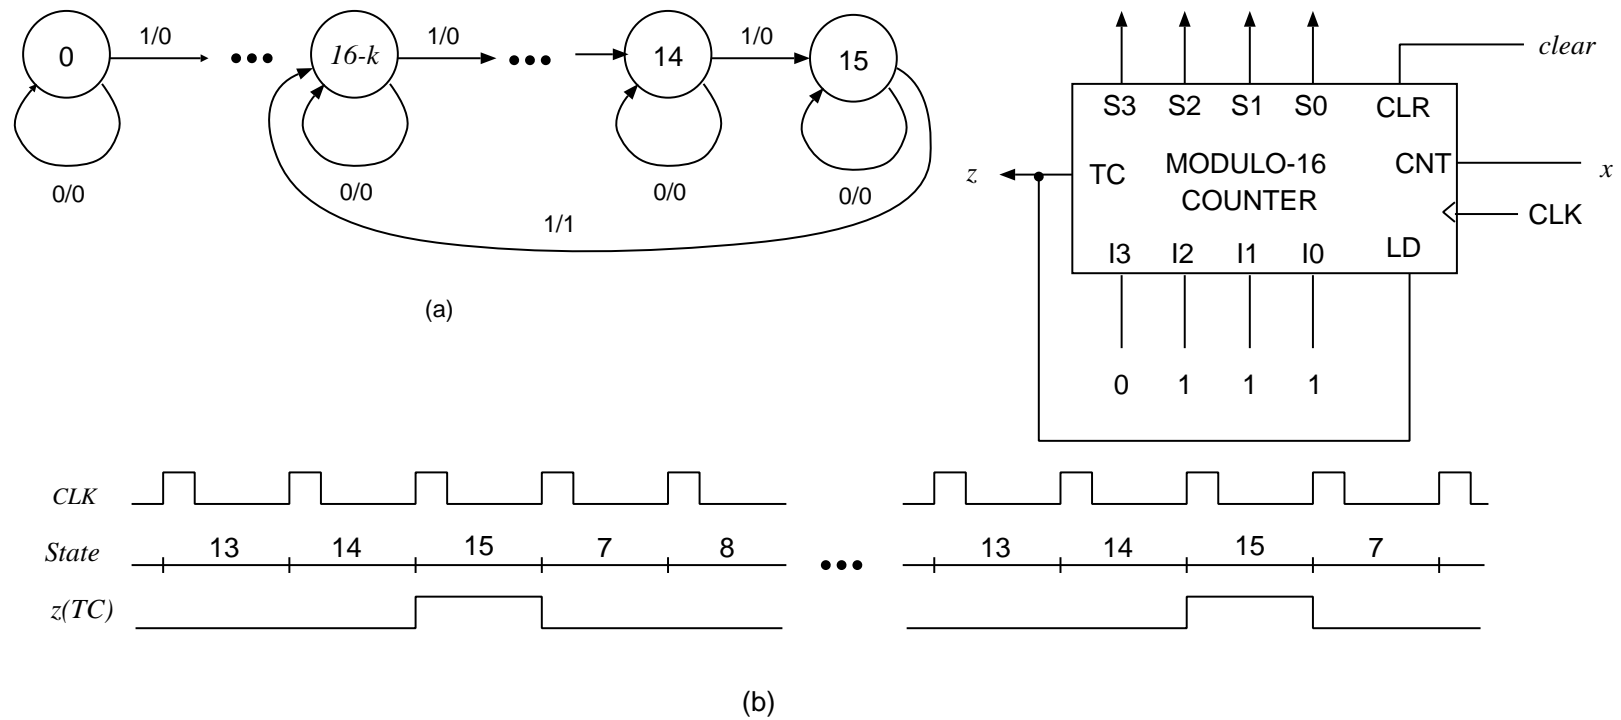 0 1/0 16-k 1/0 14 1/0 15
0/0 0/0 0/0 0/0
1/1
(a)
clear
S3 S2 S1 S0 CLR
z TC MODULO-16 COUNTER CNT x
CLK
I3 I2 I1 I0 LD
0 1 1 1
CLK
State 13 14 15 7 8 13 14 15 7
z(TC)
(b)